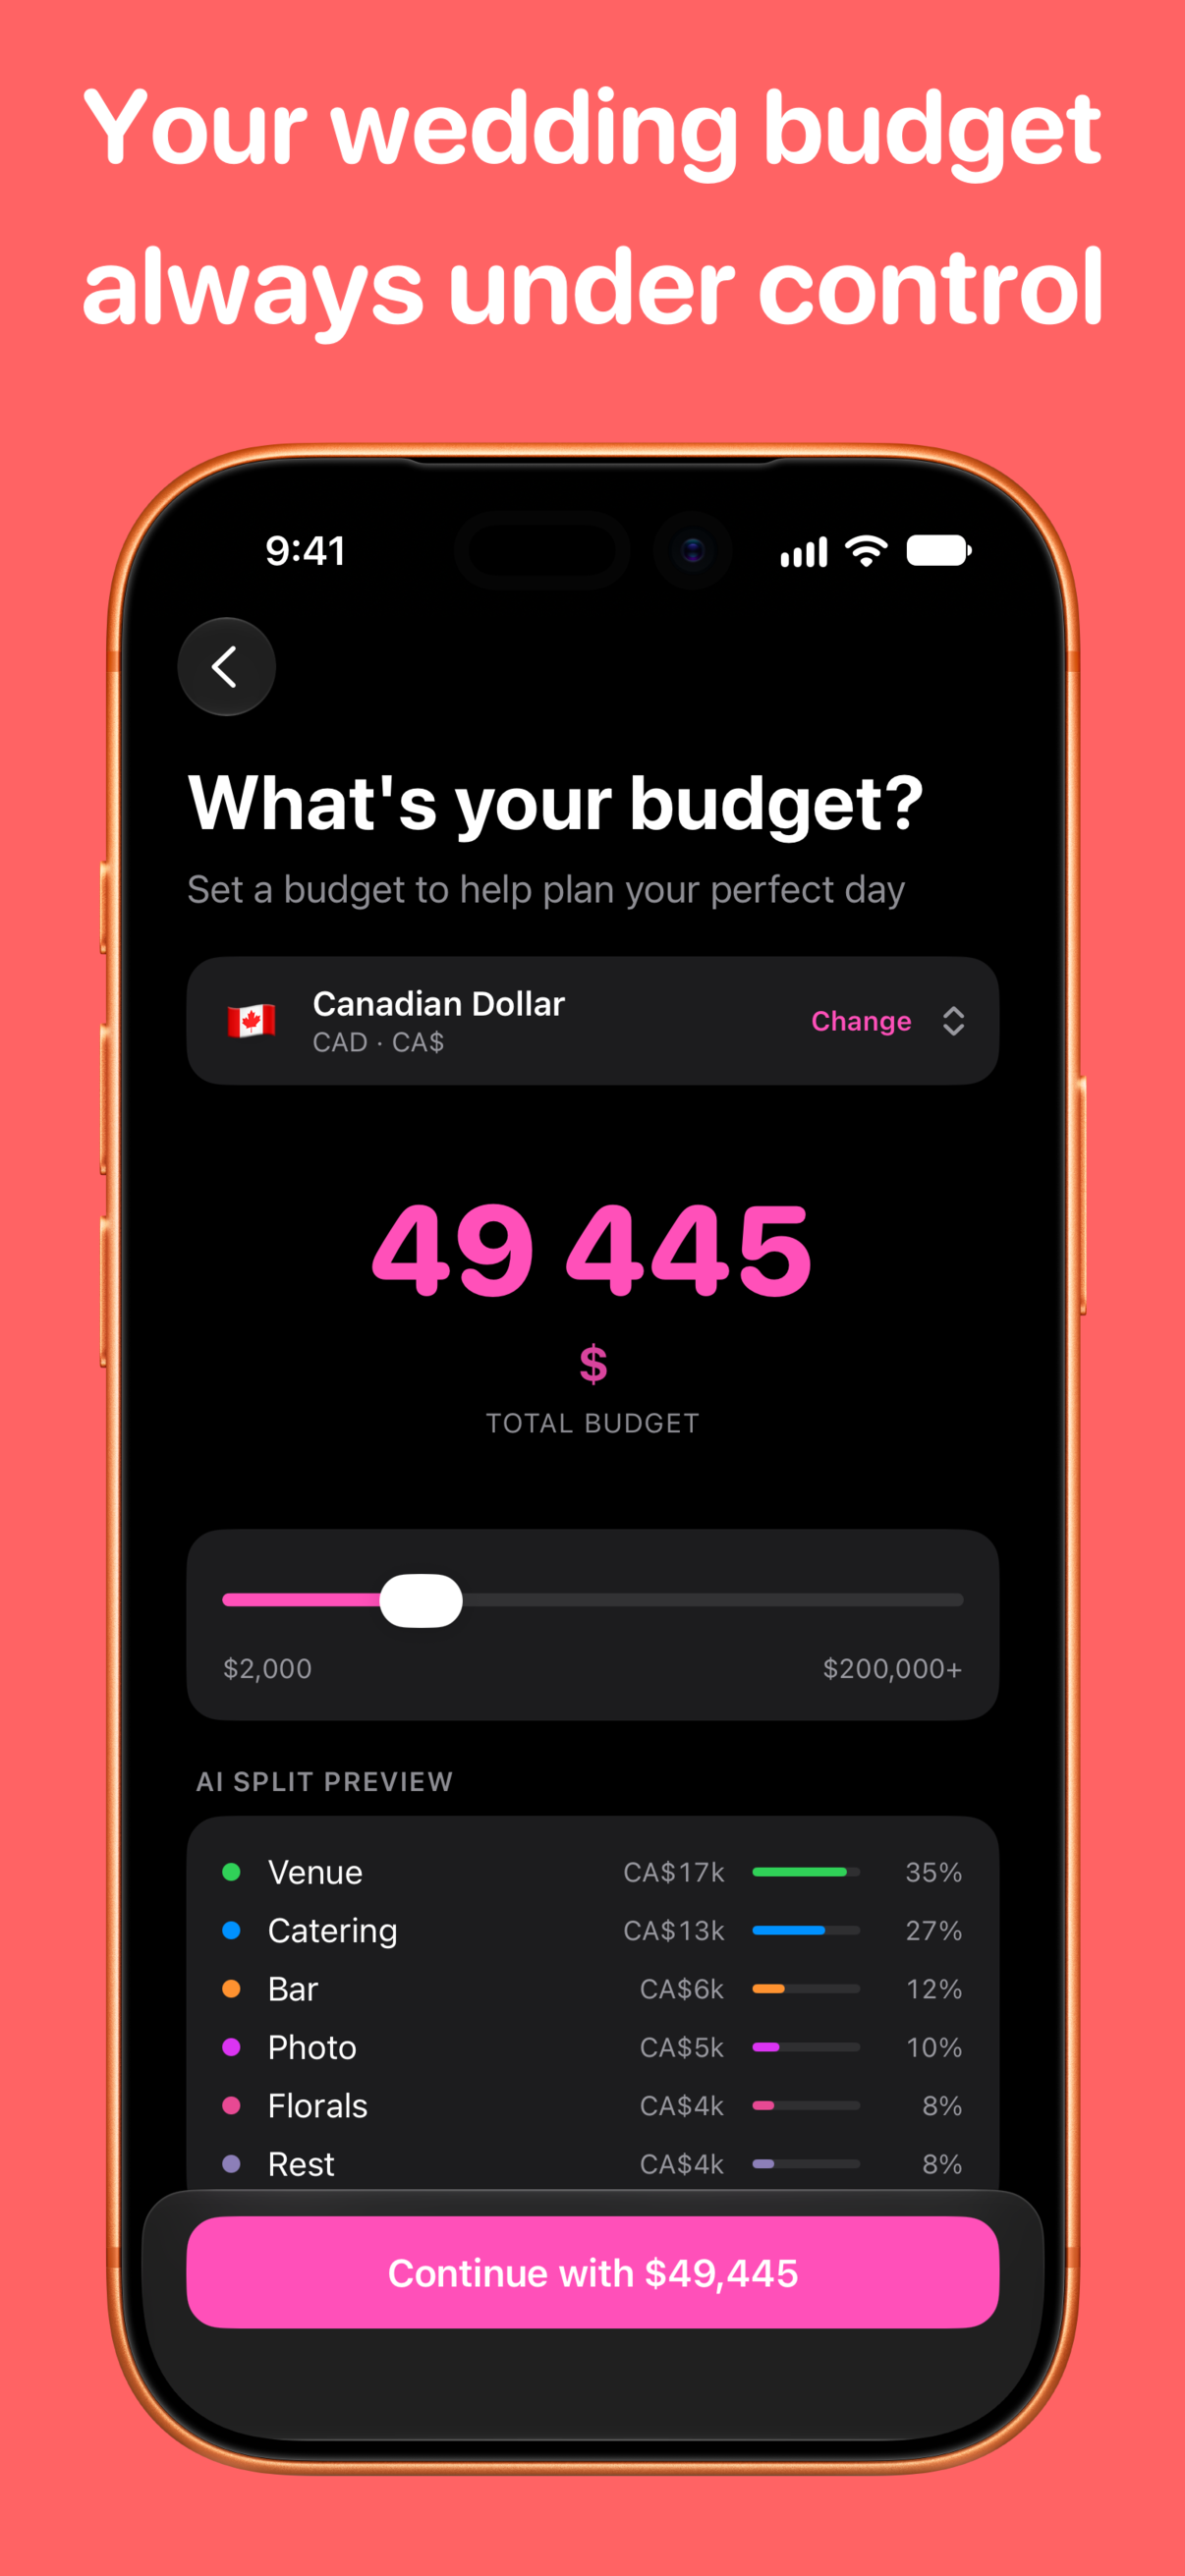 Your wedding budget
always under control
9:41
What's your budget?
Set a budget to help plan your perfect day
Canadian Dollar
CAD · CA$
Change
49 445
$
TOTAL BUDGET
$2,000
$200,000+
AI SPLIT PREVIEW
Venue CA$17k 35%
Catering CA$13k 27%
Bar CA$6k 12%
Photo CA$5k 10%
Florals CA$4k 8%
Rest CA$4k 8%
Continue with $49,445